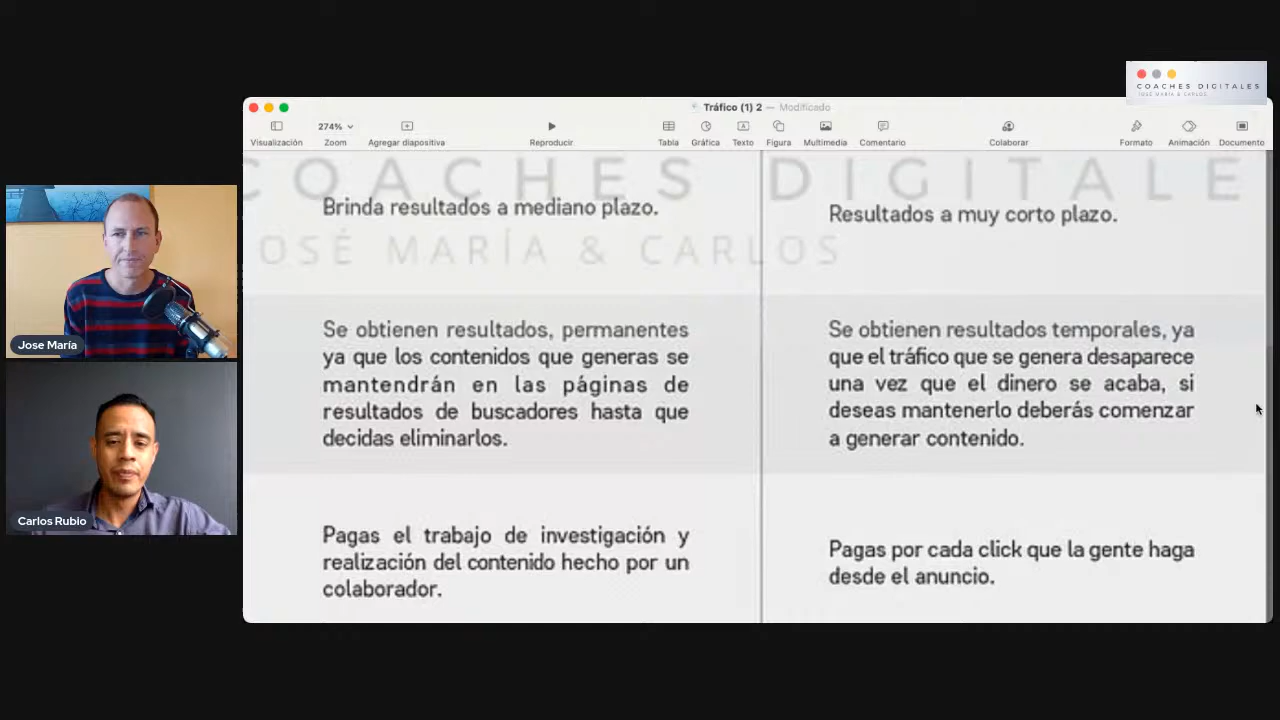 COACHES DIGITALES
JOSÉ MARÍA & CARLOS
Tráfico (1) 2 — Modificado
274%
Visualización
Zoom
Agregar diapositiva
Reproducir
Tabla
Gráfica
Texto
Figura
Multimedia
Comentario
Colaborar
Formato
Animación
Documento
COACHES DIGITALE
JOSÉ MARÍA & CARLOS
Brinda resultados a mediano plazo.
Se obtienen resultados, permanentes
ya que los contenidos que generas se
mantendrán en las páginas de
resultados de buscadores hasta que
decidas eliminarlos.
Pagas el trabajo de investigación y
realización del contenido hecho por un
colaborador.
Resultados a muy corto plazo.
Se obtienen resultados temporales, ya
que el tráfico que se genera desaparece
una vez que el dinero se acaba, si
deseas mantenerlo deberás comenzar
a generar contenido.
Pagas por cada click que la gente haga
desde el anuncio.
Jose María
Carlos Rubio